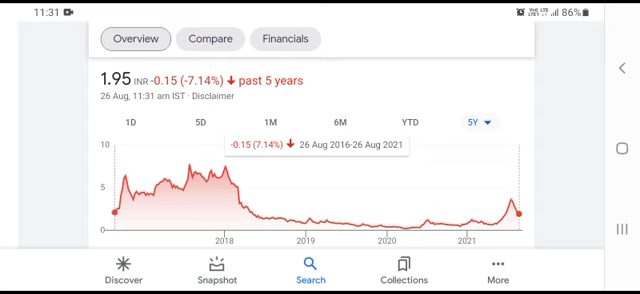 11:31
86%
Overview Compare Financials
1.95 INR -0.15 (-7.14%) past 5 years
26 Aug, 11:31 am IST · Disclaimer
1D 5D 1M 6M YTD 5Y
-0.15 (7.14%) 26 Aug 2016-26 Aug 2021
10
5
0
2018 2019 2020 2021
Discover Snapshot Search Collections More